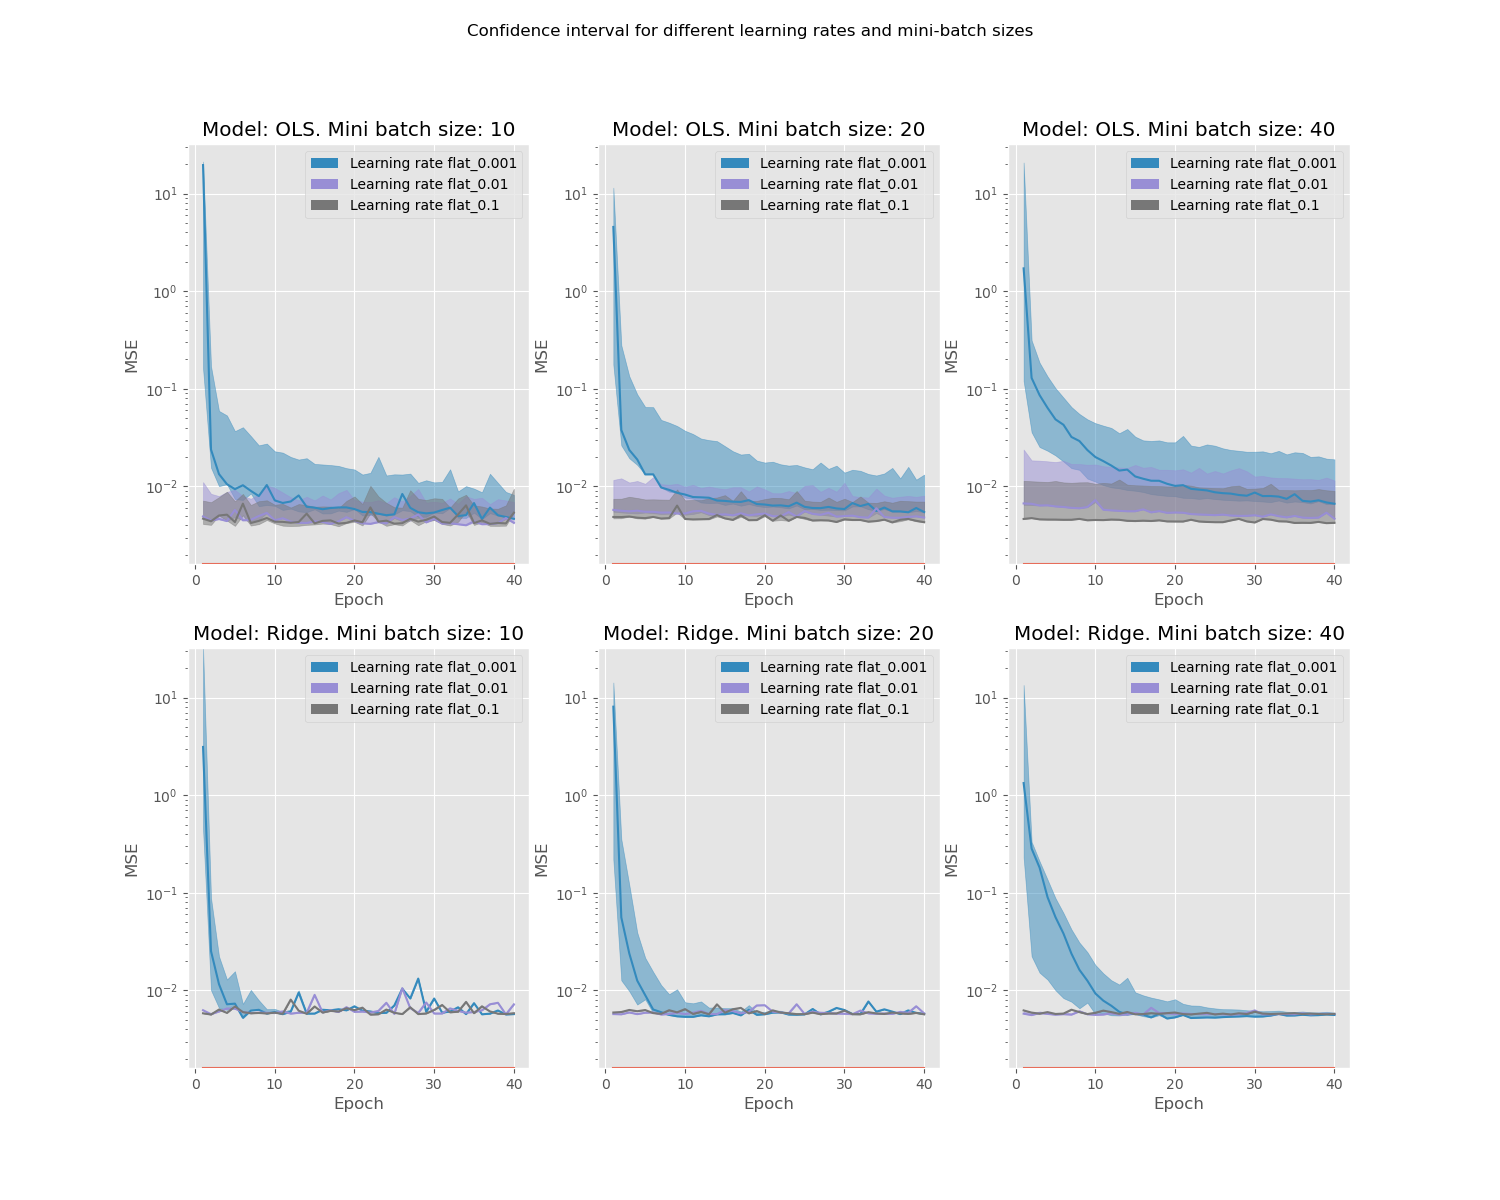 Confidence interval for different learning rates and mini-batch sizes
Model: OLS. Mini batch size: 10
Learning rate flat_0.001
Learning rate flat_0.01
Learning rate flat_0.1
MSE
10¹
10⁰
10⁻¹
10⁻²
0 10 20 30 40
Epoch
Model: OLS. Mini batch size: 20
Learning rate flat_0.001
Learning rate flat_0.01
Learning rate flat_0.1
MSE
10¹
10⁰
10⁻¹
10⁻²
0 10 20 30 40
Epoch
Model: OLS. Mini batch size: 40
Learning rate flat_0.001
Learning rate flat_0.01
Learning rate flat_0.1
MSE
10¹
10⁰
10⁻¹
10⁻²
0 10 20 30 40
Epoch
Model: Ridge. Mini batch size: 10
Learning rate flat_0.001
Learning rate flat_0.01
Learning rate flat_0.1
MSE
10¹
10⁰
10⁻¹
10⁻²
0 10 20 30 40
Epoch
Model: Ridge. Mini batch size: 20
Learning rate flat_0.001
Learning rate flat_0.01
Learning rate flat_0.1
MSE
10¹
10⁰
10⁻¹
10⁻²
0 10 20 30 40
Epoch
Model: Ridge. Mini batch size: 40
Learning rate flat_0.001
Learning rate flat_0.01
Learning rate flat_0.1
MSE
10¹
10⁰
10⁻¹
10⁻²
0 10 20 30 40
Epoch